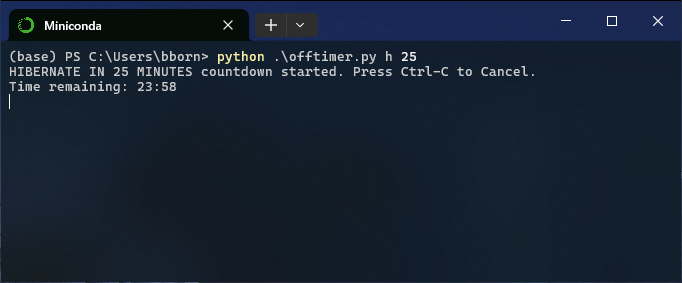 Miniconda
(base) PS C:\Users\bborn> python .\offtimer.py h 25
HIBERNATE IN 25 MINUTES countdown started. Press Ctrl-C to Cancel.
Time remaining: 23:58